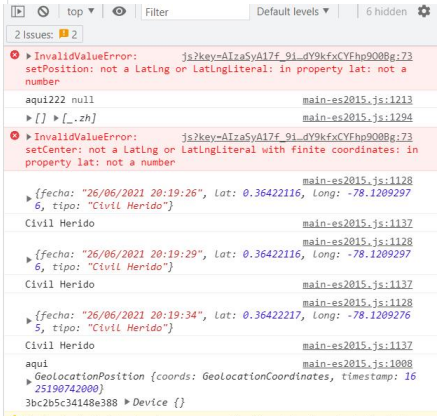 top ▼ Filter Default levels ▼ 6 hidden
2 Issues: 2
▶InvalidValueError: js?key=AIzaSyA17f_9i…dY9kfxCYFhp9O0Bg:73
setPosition: not a LatLng or LatLngLiteral: in property lat: not a
number
aqui222 null main-es2015.js:1213
▶[] ▶[_.zh] main-es2015.js:1294
▶InvalidValueError: js?key=AIzaSyA17f_9i…dY9kfxCYFhp9O0Bg:73
setCenter: not a LatLng or LatLngLiteral with finite coordinates: in
property lat: not a number
main-es2015.js:1128
▶{fecha: "26/06/2021 20:19:26", lat: 0.36422116, long: -78.1209297
6, tipo: "Civil Herido"}
Civil Herido main-es2015.js:1137
main-es2015.js:1128
▶{fecha: "26/06/2021 20:19:29", lat: 0.36422116, long: -78.1209297
6, tipo: "Civil Herido"}
Civil Herido main-es2015.js:1137
main-es2015.js:1128
▶{fecha: "26/06/2021 20:19:34", lat: 0.36422217, long: -78.1209276
5, tipo: "Civil Herido"}
Civil Herido main-es2015.js:1137
aqui main-es2015.js:1008
▶GeolocationPosition {coords: GeolocationCoordinates, timestamp: 16
25190742000}
3bc2b5c34148e388 ▶Device {}